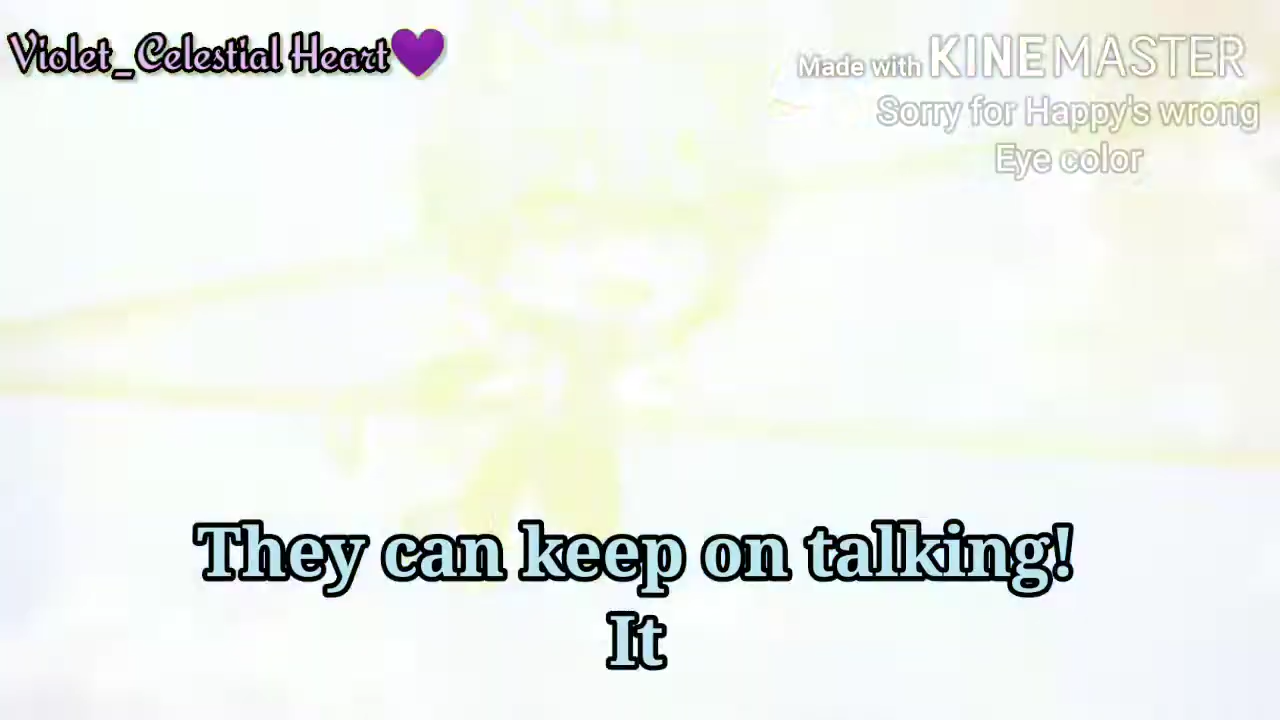 Violet_Celestial Heart💜
Made with KINEMASTER
Sorry for Happy's wrong
Eye color
They can keep on talking!
It